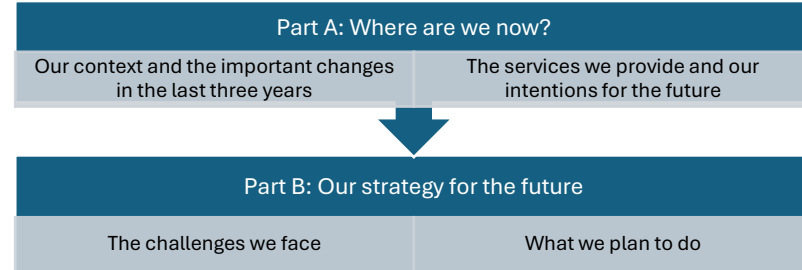 Part A: Where are we now?
Our context and the important changes
in the last three years
The services we provide and our
intentions for the future
Part B: Our strategy for the future
The challenges we face
What we plan to do